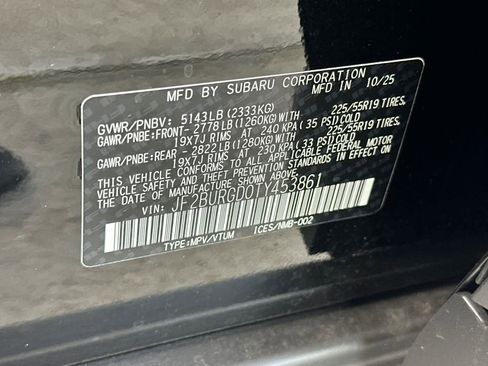 MFD BY SUBARU CORPORATION
MFD IN 10/25
GVWR/PNBV: 5143LB (2333KG)
GAWR/PNBE:FRONT- 2778LB (1260KG)WITH 225/55R19 TIRES,
19X7J RIMS AT 240 KPA (35 PSI)COLD
GAWR/PNBE:REAR - 2822LB (1280KG)WITH 225/55R19 TIRES,
19X7J RIMS AT 230 KPA (33 PSI)COLD
THIS VEHICLE CONFORMS TO ALL APPLICABLE FEDERAL MOTOR
VEHICLE SAFETY AND THEFT PREVENTION STANDARDS IN EFFECT ON
THE DATE OF MANUFACTURE SHOWN ABOVE.
VIN: JF2BURGD0TY453861
TYPE:MPV/VTUM ICES/NMB-002